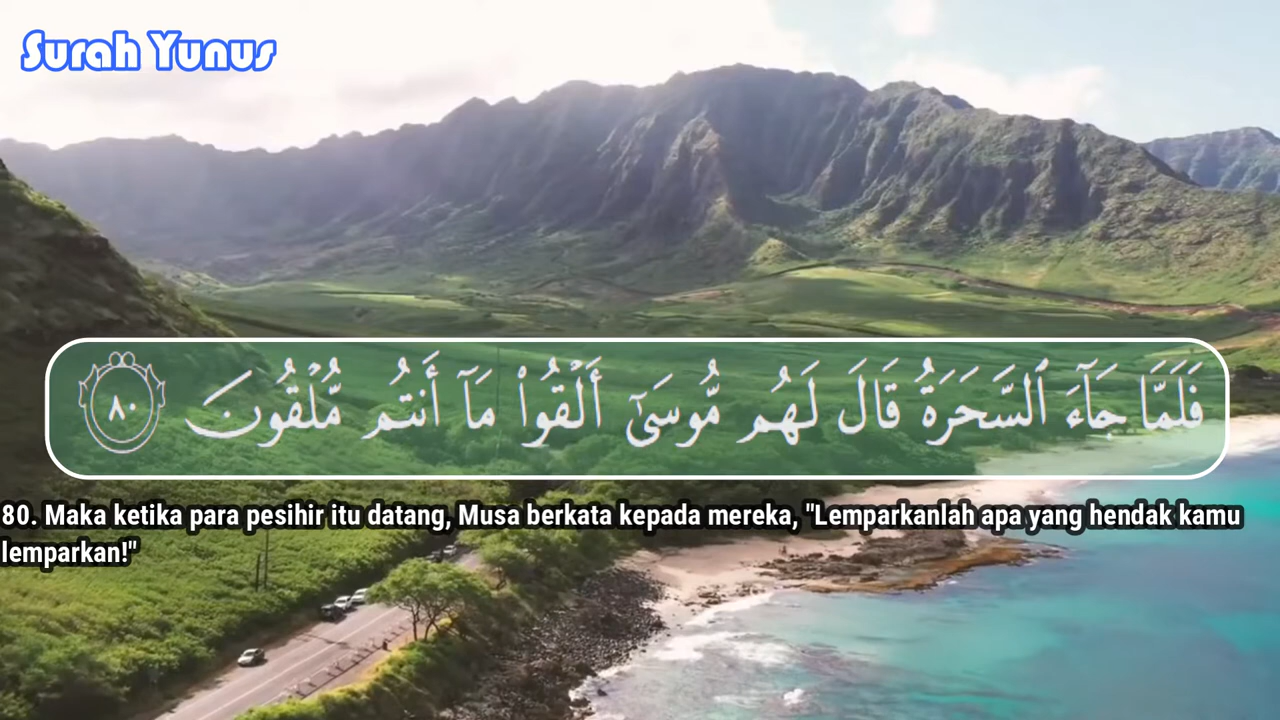 Surah Yunus
فَلَمَّا جَآءَ ٱلسَّحَرَةُ قَالَ لَهُم مُّوسَىٰٓ أَلْقُوا۟ مَآ أَنتُم مُّلْقُونَ ٨٠
80. Maka ketika para pesihir itu datang, Musa berkata kepada mereka, "Lemparkanlah apa yang hendak kamu
lemparkan!"